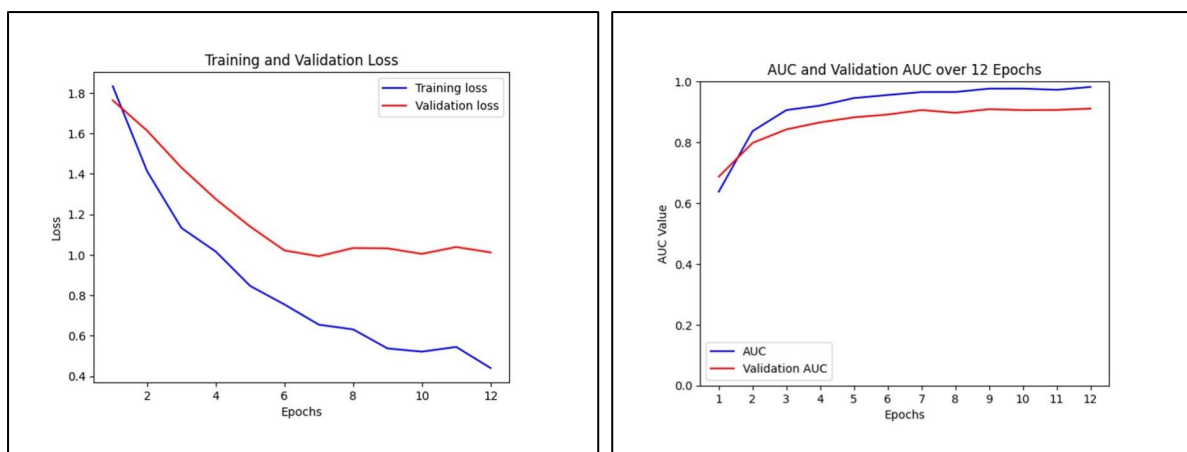 Training and Validation Loss
Training loss
Validation loss
1.8
1.6
1.4
1.2
1.0
0.8
0.6
0.4
Loss
2 4 6 8 10 12
Epochs
AUC and Validation AUC over 12 Epochs
1.0
0.8
0.6
0.4
0.2
0.0
AUC Value
AUC
Validation AUC
1 2 3 4 5 6 7 8 9 10 11 12
Epochs